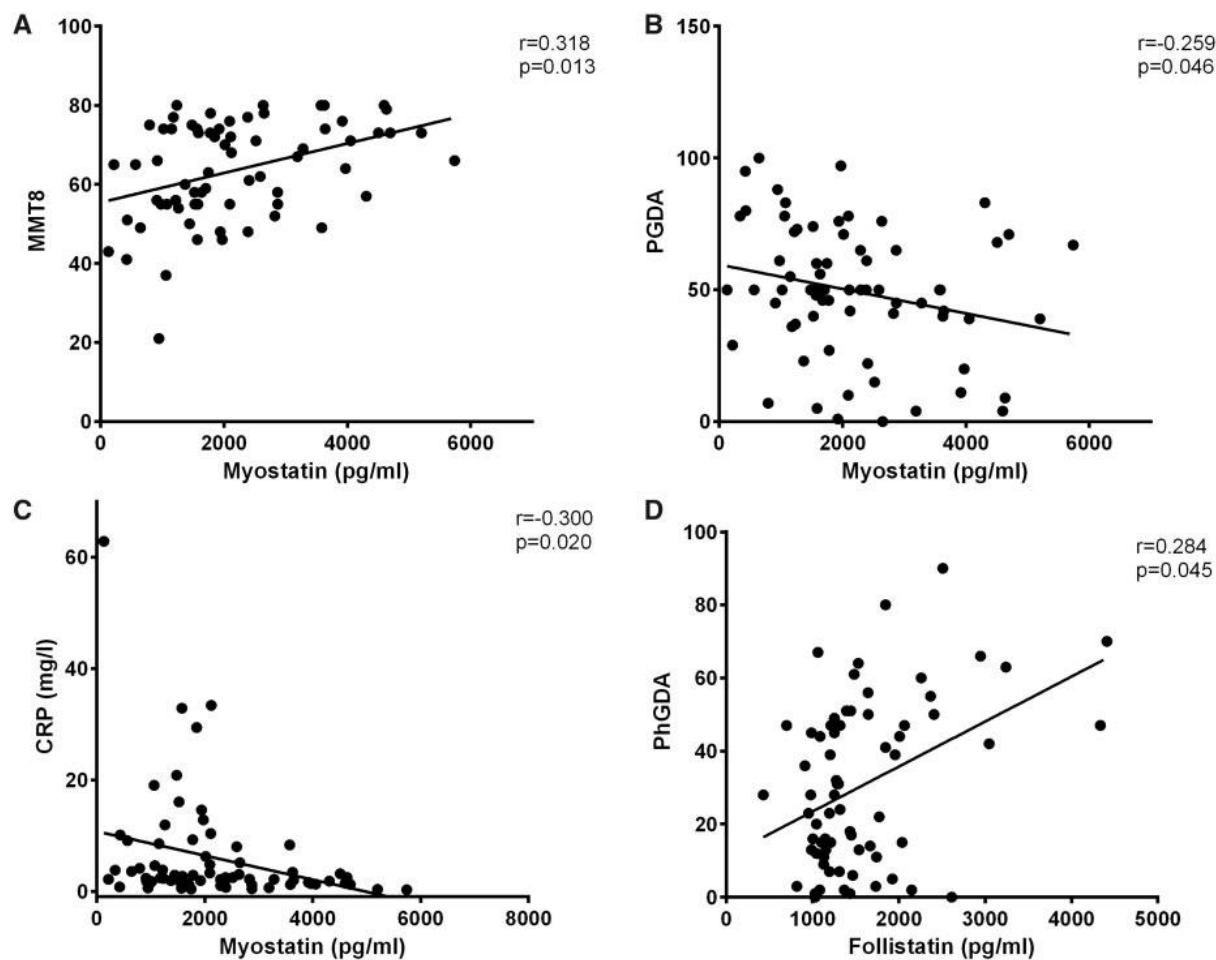 A
r=0.318
p=0.013
100
80
60
40
20
0
MMT8
0 2000 4000 6000
Myostatin (pg/ml)
B
r=-0.259
p=0.046
150
100
50
0
PGDA
0 2000 4000 6000
Myostatin (pg/ml)
C
r=-0.300
p=0.020
60
40
20
0
CRP (mg/l)
0 2000 4000 6000 8000
Myostatin (pg/ml)
D
r=0.284
p=0.045
100
80
60
40
20
0
PhGDA
0 1000 2000 3000 4000 5000
Follistatin (pg/ml)